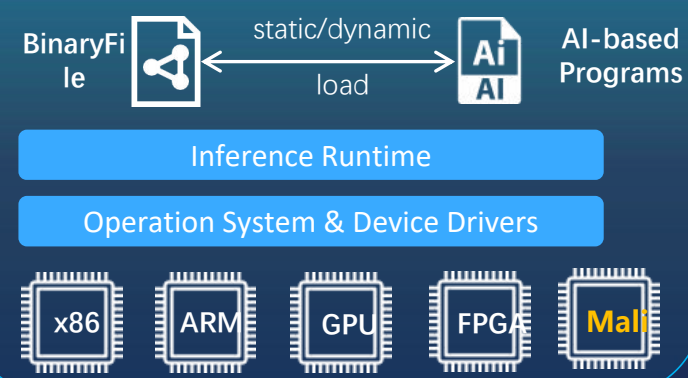 BinaryFi
le
static/dynamic
load
Ai
AI
AI-based
Programs
Inference Runtime
Operation System & Device Drivers
x86
ARM
GPU
FPGA
Mali